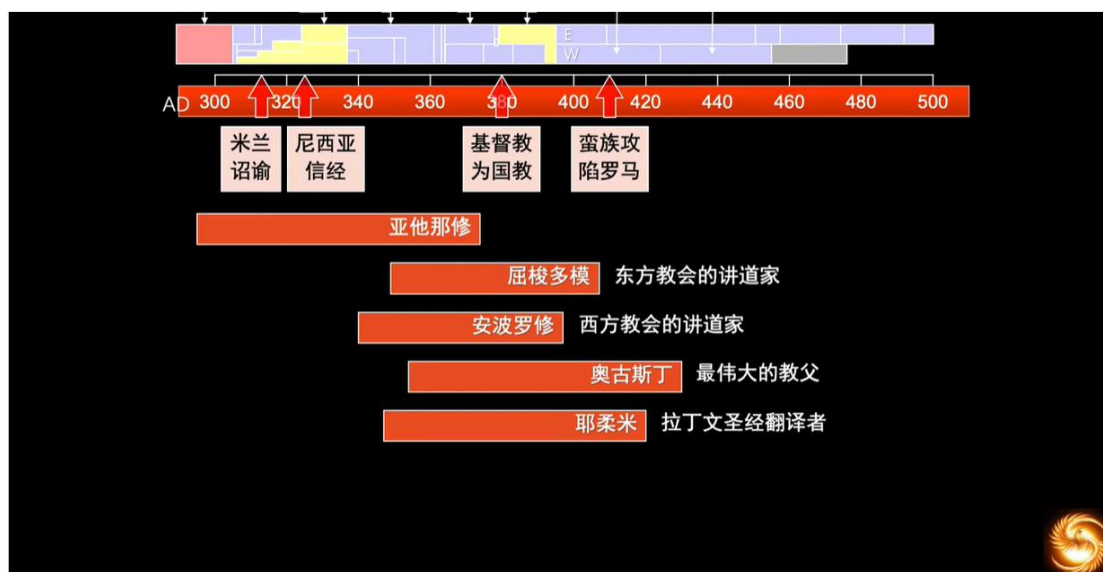 E
W
AD 300 320 340 360 380 400 420 440 460 480 500
米兰
诏谕
尼西亚
信经
基督教
为国教
蛮族攻
陷罗马
亚他那修
屈梭多模 东方教会的讲道家
安波罗修 西方教会的讲道家
奥古斯丁 最伟大的教父
耶柔米 拉丁文圣经翻译者